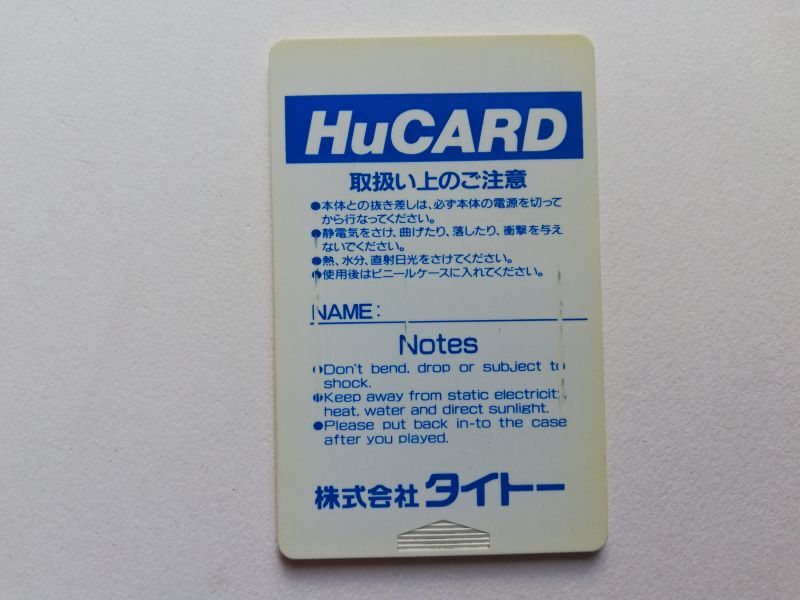 HuCARD
取扱い上のご注意
●本体との抜き差しは、必ず本体の電源を切って
から行なってください。
●静電気をさけ、曲げたり、落したり、衝撃を与え
ないでください。
●熱、水分、直射日光をさけてください。
●使用後はビニールケースに入れてください。
NAME:
Notes
●Don't bend, drop or subject to
shock.
●Keep away from static electricity,
heat, water and direct sunlight.
●Please put back in-to the case
after you played.
株式会社 タイトー